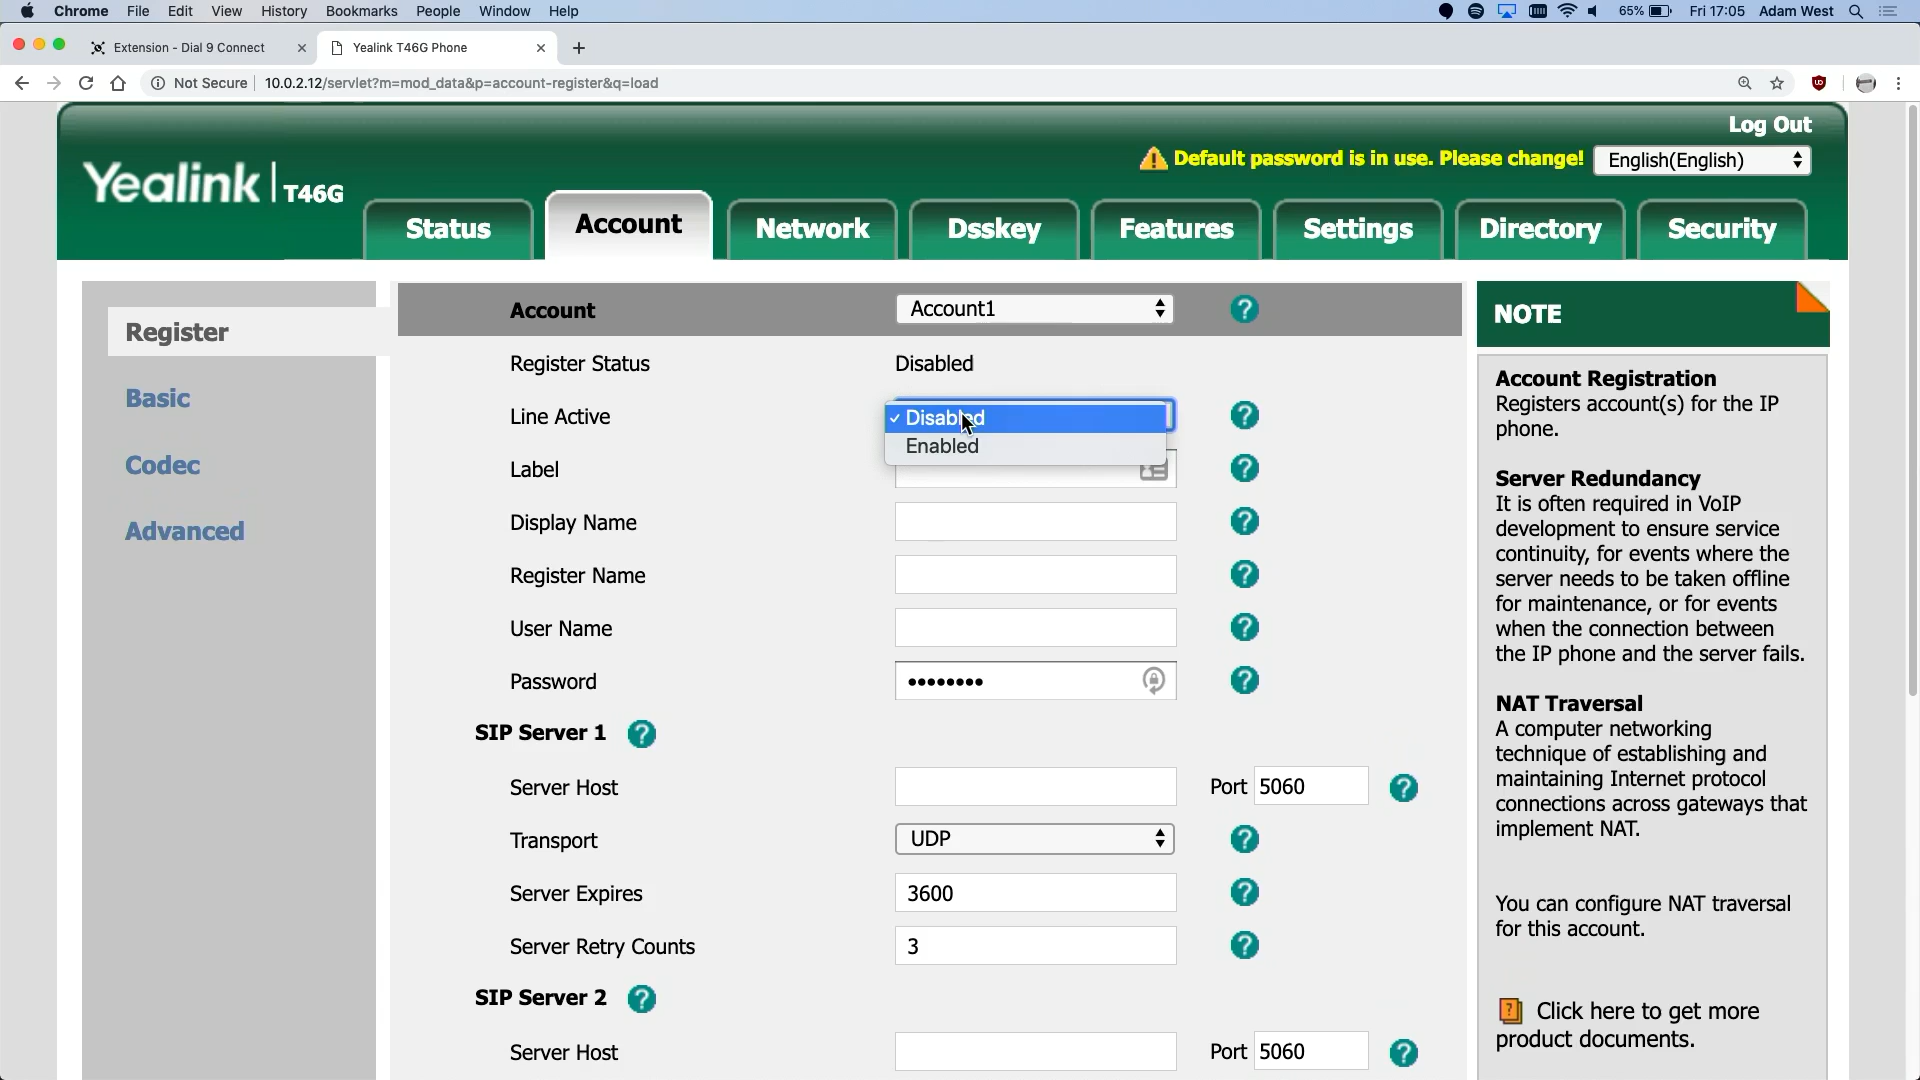 Chrome File Edit View History Bookmarks People Window Help 65% Fri 17:05 Adam West
Extension - Dial 9 Connect
Yealink T46G Phone
Not Secure 10.0.2.12/servlet?m=mod_data&p=account-register&q=load
Log Out
Default password is in use. Please change! English(English)
Yealink T46G
Status Account Network Dsskey Features Settings Directory Security
Register
Basic
Codec
Advanced
Account Account1
Register Status Disabled
Line Active
✓ Disabled
Enabled
Label
Display Name
Register Name
User Name
Password ••••••••
SIP Server 1
Server Host Port 5060
Transport UDP
Server Expires 3600
Server Retry Counts 3
SIP Server 2
Server Host Port 5060
NOTE
Account Registration
Registers account(s) for the IP
phone.
Server Redundancy
It is often required in VoIP
development to ensure service
continuity, for events where the
server needs to be taken offline
for maintenance, or for events
when the connection between
the IP phone and the server fails.
NAT Traversal
A computer networking
technique of establishing and
maintaining Internet protocol
connections across gateways that
implement NAT.
You can configure NAT traversal
for this account.
Click here to get more
product documents.